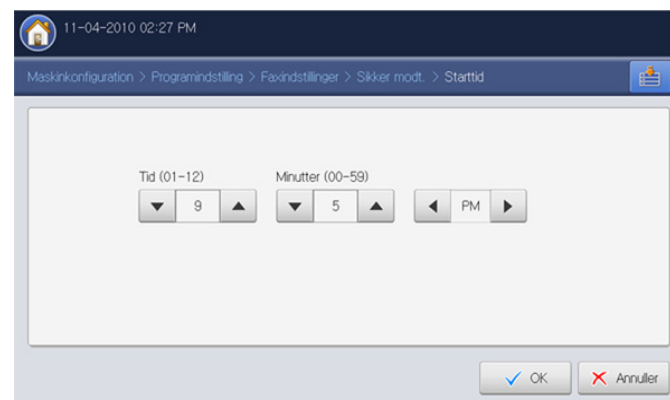 11-04-2010 02:27 PM
Maskinkonfiguration > Programindstilling > Faxindstillinger > Sikker modt. > Starttid
Tid (01-12) Minutter (00-59)
9 5 PM
OK Annuller